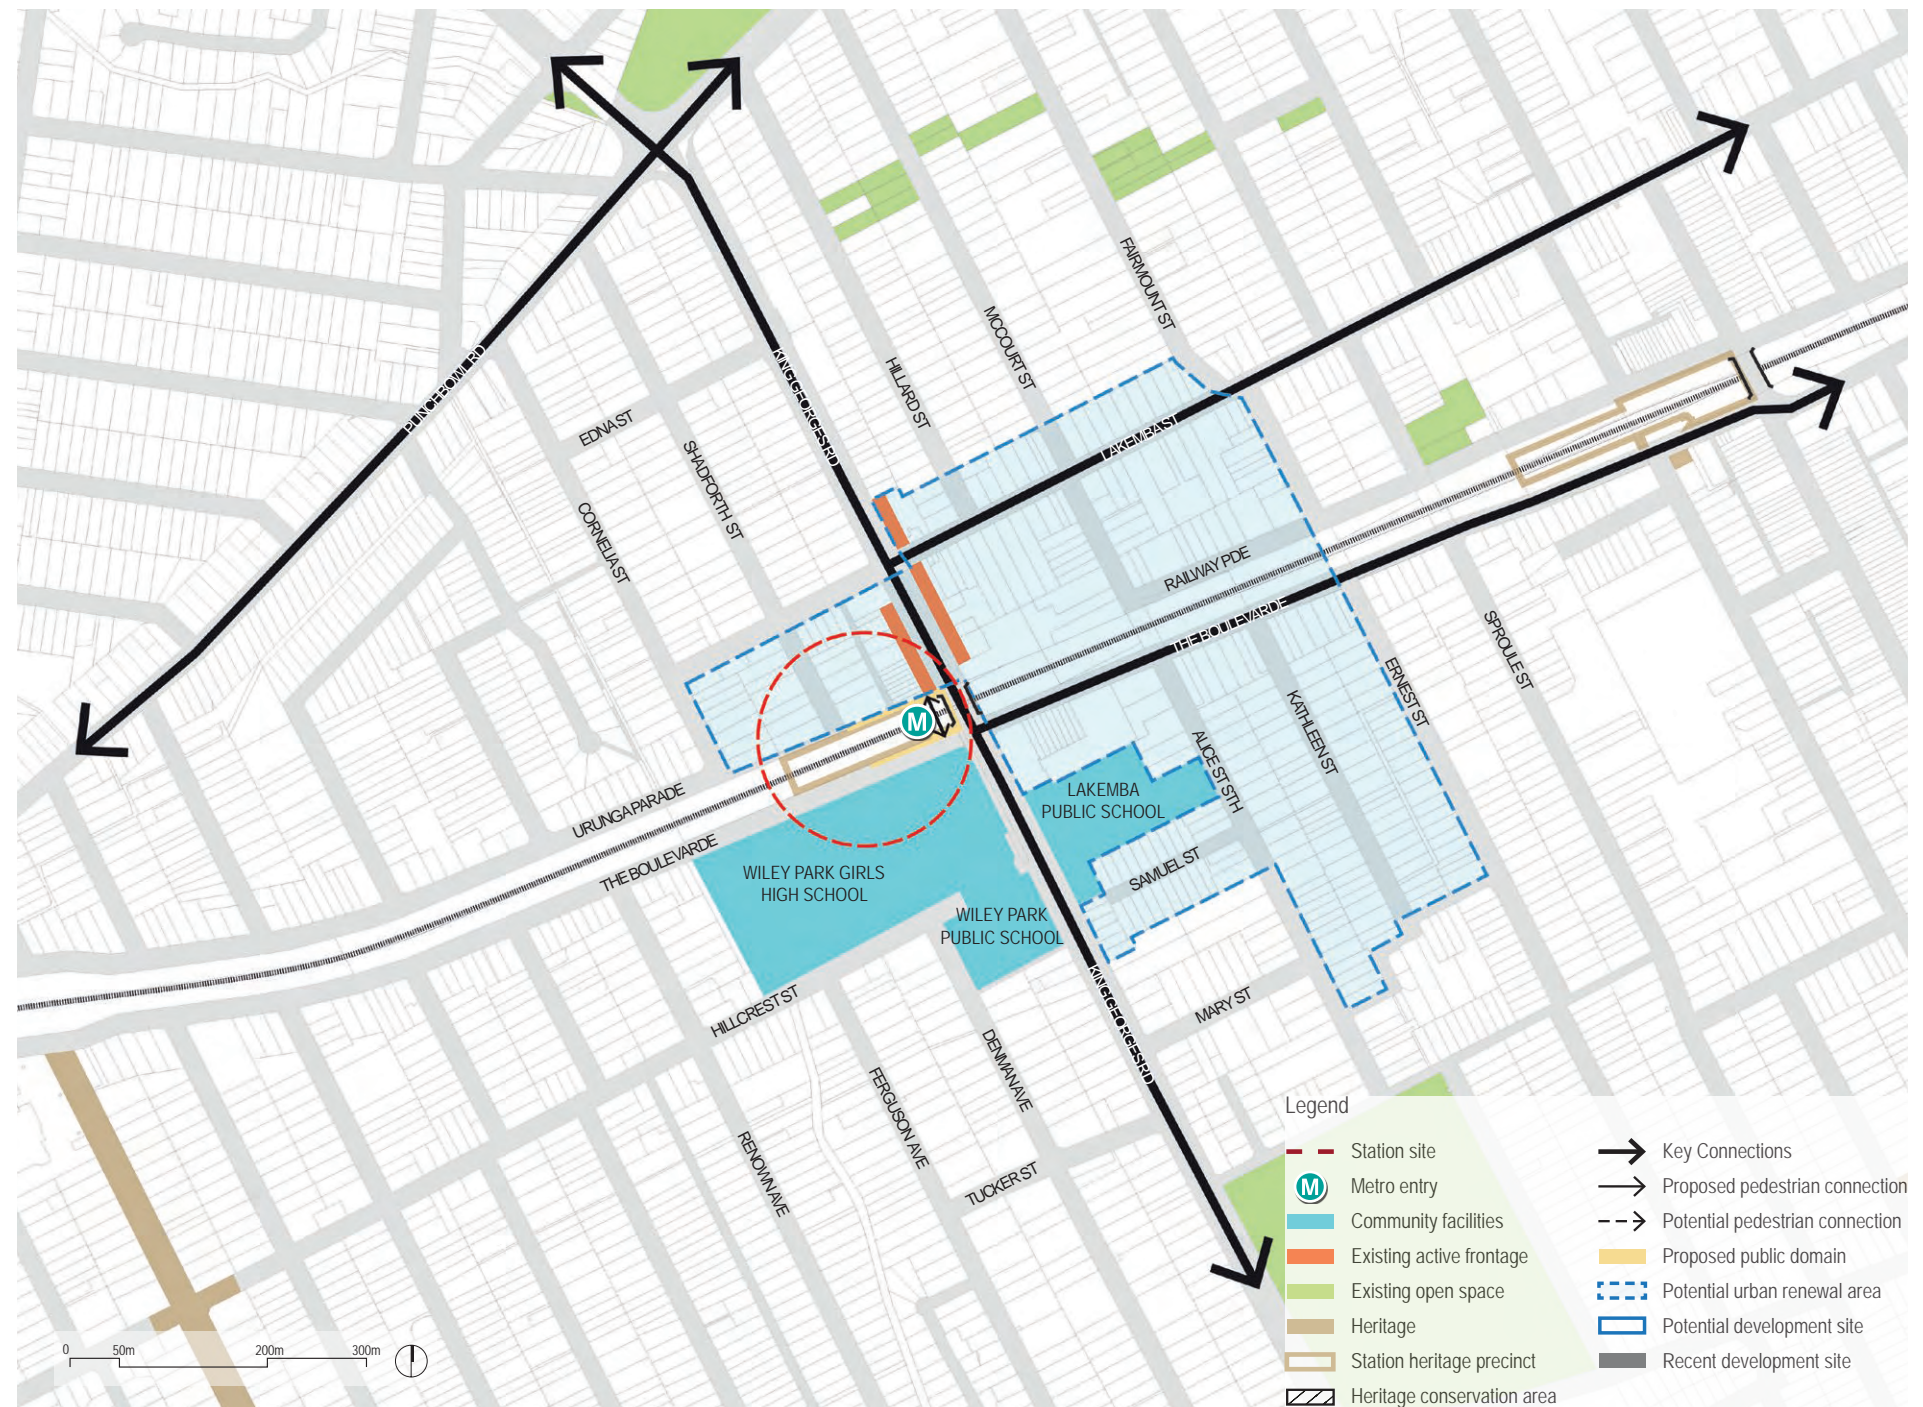 FAIRMOUNT ST
MCCOURT ST
HILLARD ST
KING GEORGES RD
PUNCHBOWL RD
EDNA ST
SHADFORTH ST
CORNELIA ST
LAKEMBA ST
RAILWAY PDE
THE BOULEVARDE
SPROULE ST
ERNEST ST
KATHLEEN ST
ALICE ST STH
M
LAKEMBA
PUBLIC SCHOOL
URUNGA PARADE
THE BOULEVARDE
WILEY PARK GIRLS
HIGH SCHOOL
SAMUEL ST
WILEY PARK
PUBLIC SCHOOL
HILLCREST ST
MARY ST
KING GEORGES RD
DENMAN AVE
FERGUSON AVE
RENOWN AVE
TUCKER ST
Legend
Station site
M Metro entry
Community facilities
Existing active frontage
Existing open space
Heritage
Station heritage precinct
Heritage conservation area
Key Connections
Proposed pedestrian connection
Potential pedestrian connection
Proposed public domain
Potential urban renewal area
Potential development site
Recent development site
0 50m 200m 300m